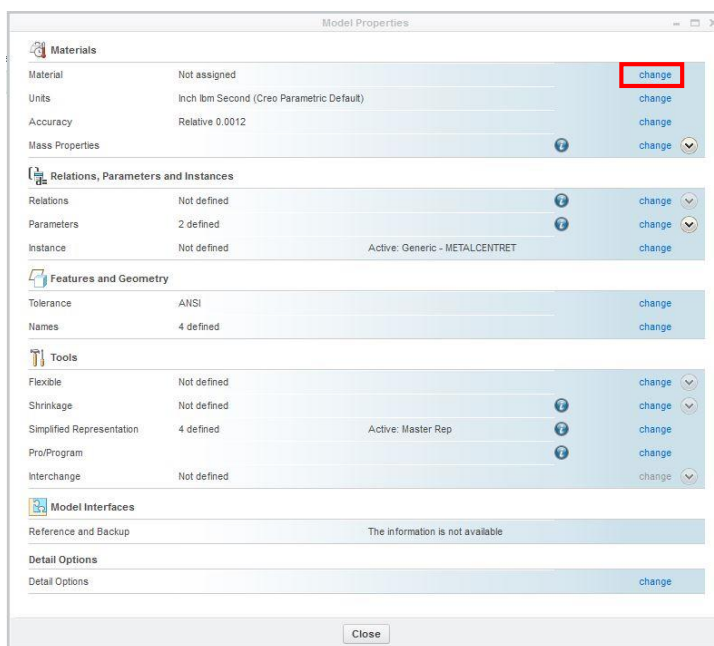 Model Properties
Materials
Material Not assigned change
Units Inch lbm Second (Creo Parametric Default) change
Accuracy Relative 0.0012 change
Mass Properties change
Relations, Parameters and Instances
Relations Not defined change
Parameters 2 defined change
Instance Not defined Active: Generic - METALCENTRET change
Features and Geometry
Tolerance ANSI change
Names 4 defined change
Tools
Flexible Not defined change
Shrinkage Not defined change
Simplified Representation 4 defined Active: Master Rep change
Pro/Program change
Interchange Not defined change
Model Interfaces
Reference and Backup The information is not available
Detail Options
Detail Options change
Close